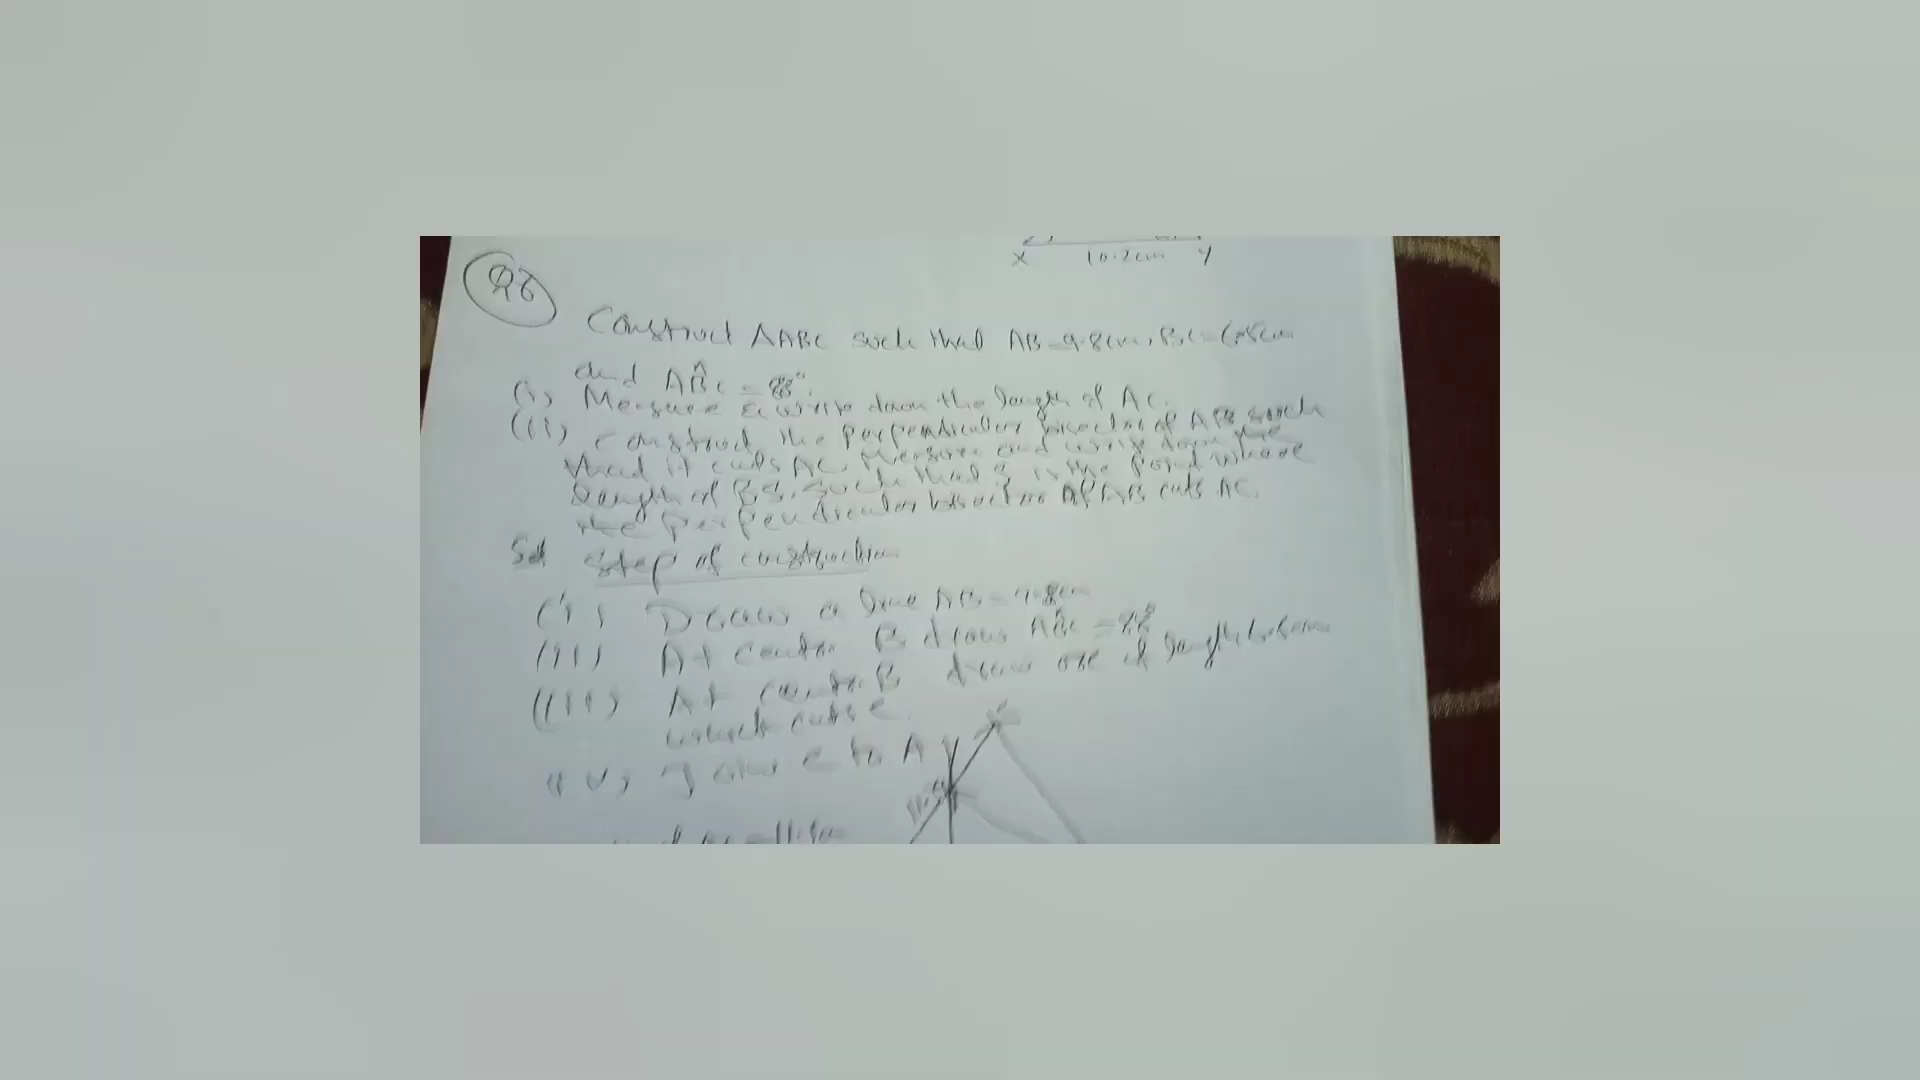 X 10.2cm Y
Q6
Construct ΔABC such that AB = 9.8cm, BC =
and AB̂C = 88°.
(i) Measure & write down the length of AC.
(ii) Construct the perpendicular bisector of AB such
that it cuts AC. Measure and write down the
length of BS, such that S is the point where
the perpendicular bisector of AB cuts AC.
Sol Step of construction
(i) Draw a line AB = 9.8cm
(ii) At centre B draw AB̂C = 88°
(iii) At centre B draw arc of length
which cuts C.
(iv) Join C to A